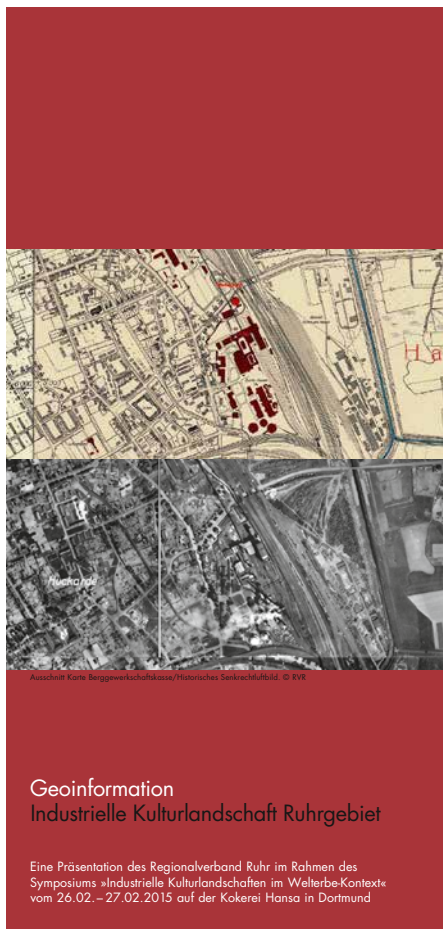 Ha
Huckarde
Ausschnitt Karte Berggewerkschaftskasse/Historisches Senkrechtluftbild. © RVR
Geoinformation
Industrielle Kulturlandschaft Ruhrgebiet
Eine Präsentation des Regionalverband Ruhr im Rahmen des
Symposiums »Industrielle Kulturlandschaften im Welterbe-Kontext«
vom 26.02.–27.02.2015 auf der Kokerei Hansa in Dortmund